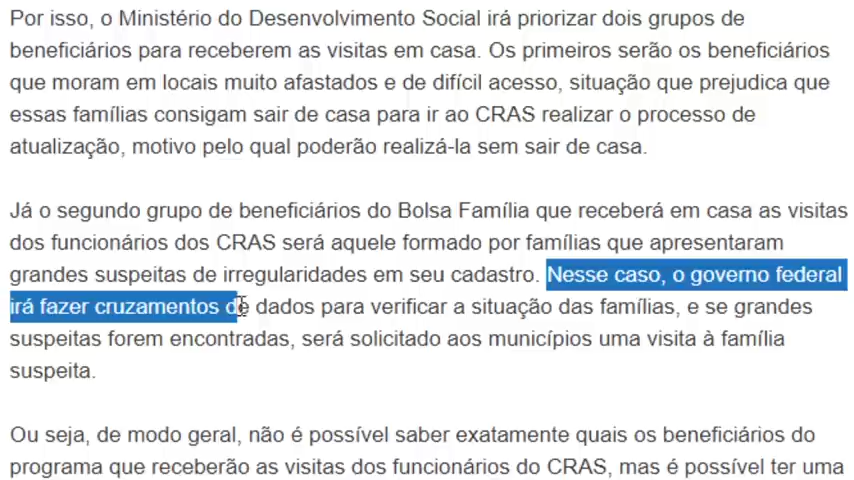 Por isso, o Ministério do Desenvolvimento Social irá priorizar dois grupos de
beneficiários para receberem as visitas em casa. Os primeiros serão os beneficiários
que moram em locais muito afastados e de difícil acesso, situação que prejudica que
essas famílias consigam sair de casa para ir ao CRAS realizar o processo de
atualização, motivo pelo qual poderão realizá-la sem sair de casa.
Já o segundo grupo de beneficiários do Bolsa Família que receberá em casa as visitas
dos funcionários dos CRAS será aquele formado por famílias que apresentaram
grandes suspeitas de irregularidades em seu cadastro. Nesse caso, o governo federal
irá fazer cruzamentos de dados para verificar a situação das famílias, e se grandes
suspeitas forem encontradas, será solicitado aos municípios uma visita à família
suspeita.
Ou seja, de modo geral, não é possível saber exatamente quais os beneficiários do
programa que receberão as visitas dos funcionários do CRAS, mas é possível ter uma